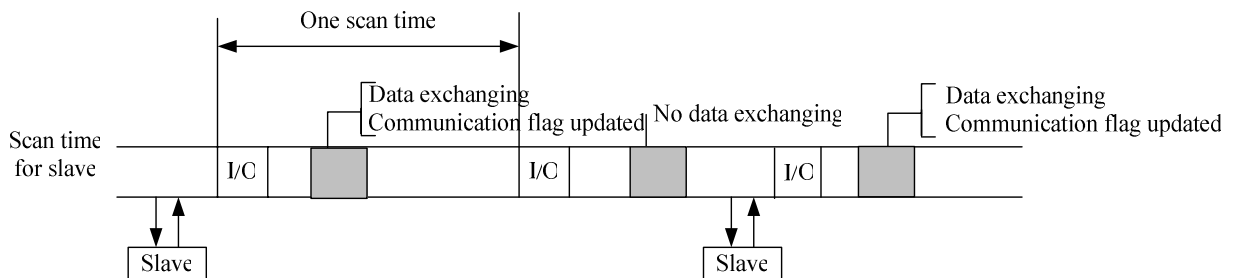 One scan time
Data exchanging
Communication flag updated
No data exchanging
Data exchanging
Communication flag updated
Scan time
for slave
I/C
I/C
I/C
Slave
Slave